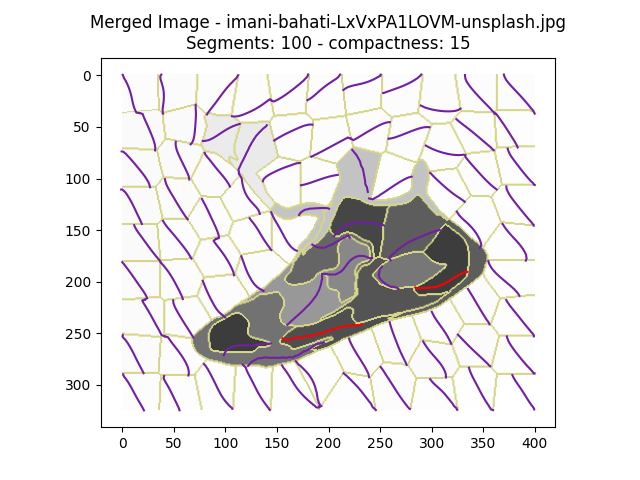 Merged Image - imani-bahati-LxVxPA1LOVM-unsplash.jpg
Segments: 100 - compactness: 15
0
50
100
150
200
250
300
0 50 100 150 200 250 300 350 400